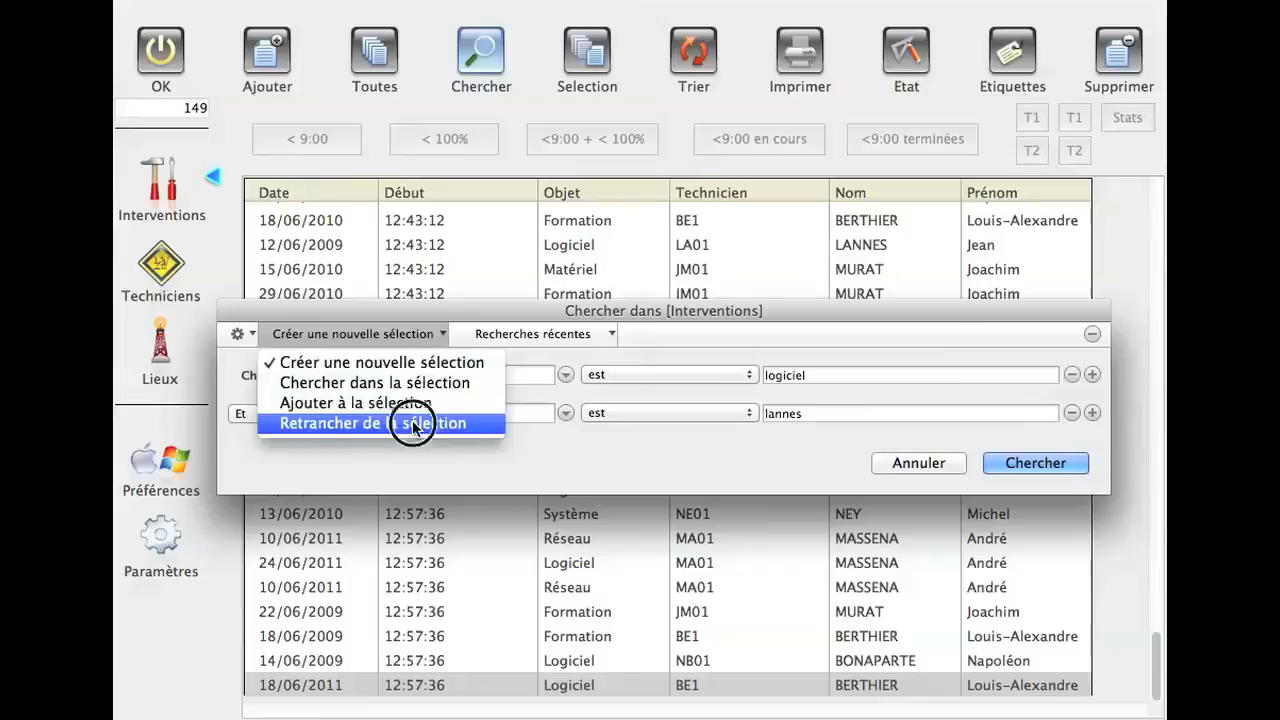 OK Ajouter Toutes Chercher Selection Trier Imprimer Etat Etiquettes Supprimer
149
< 9:00 < 100% <9:00 + < 100% <9:00 en cours <9:00 terminées T1 T1 Stats
T2 T2
Interventions
Techniciens
Lieux
Préférences
Paramètres
Date Début Objet Technicien Nom Prénom
18/06/2010 12:43:12 Formation BE1 BERTHIER Louis-Alexandre
12/06/2009 12:43:12 Logiciel LA01 LANNES Jean
15/06/2010 12:43:12 Matériel JM01 MURAT Joachim
29/06/2010 12:43:12 Formation JM01 MURAT Joachim
Chercher dans [Interventions]
Créer une nouvelle sélection Recherches récentes
✓ Créer une nouvelle sélection
Chercher dans la sélection
Ajouter à la sélection
Retrancher de la sélection
Ch est logiciel
Et est lannes
Annuler Chercher
13/06/2010 12:57:36 Système NE01 NEY Michel
10/06/2011 12:57:36 Réseau MA01 MASSENA André
24/06/2011 12:57:36 Logiciel MA01 MASSENA André
10/06/2011 12:57:36 Réseau MA01 MASSENA André
22/06/2009 12:57:36 Formation JM01 MURAT Joachim
18/06/2009 12:57:36 Formation BE1 BERTHIER Louis-Alexandre
14/06/2009 12:57:36 Logiciel NB01 BONAPARTE Napoléon
18/06/2011 12:57:36 Logiciel BE1 BERTHIER Louis-Alexandre